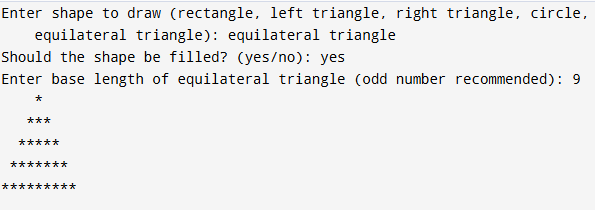 Enter shape to draw (rectangle, left triangle, right triangle, circle,
    equilateral triangle): equilateral triangle
Should the shape be filled? (yes/no): yes
Enter base length of equilateral triangle (odd number recommended): 9
    *
   ***
  *****
 *******
*********